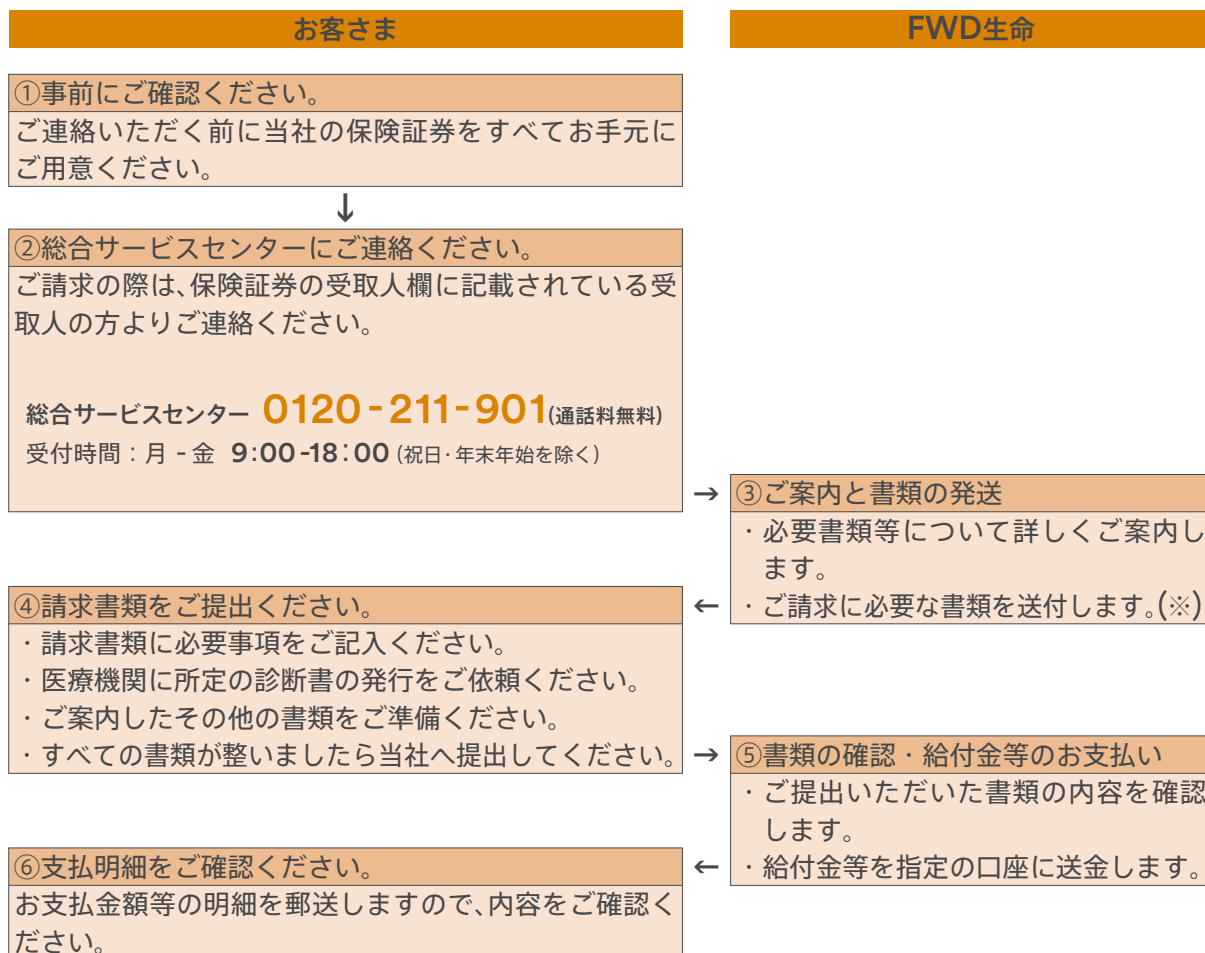 お客さま
FWD生命
①事前にご確認ください。
ご連絡いただく前に当社の保険証券をすべてお手元に
ご用意ください。
↓
②総合サービスセンターにご連絡ください。
ご請求の際は、保険証券の受取人欄に記載されている受
取人の方よりご連絡ください。
総合サービスセンター 0120-211-901(通話料無料)
受付時間：月 - 金 9:00-18:00 (祝日・年末年始を除く)
→
③ご案内と書類の発送
・必要書類等について詳しくご案内し
ます。
・ご請求に必要な書類を送付します。(※)
←
④請求書類をご提出ください。
・請求書類に必要事項をご記入ください。
・医療機関に所定の診断書の発行をご依頼ください。
・ご案内したその他の書類をご準備ください。
・すべての書類が整いましたら当社へ提出してください。
→
⑤書類の確認・給付金等のお支払い
・ご提出いただいた書類の内容を確認
します。
・給付金等を指定の口座に送金します。
←
⑥支払明細をご確認ください。
お支払金額等の明細を郵送しますので、内容をご確認く
ださい。